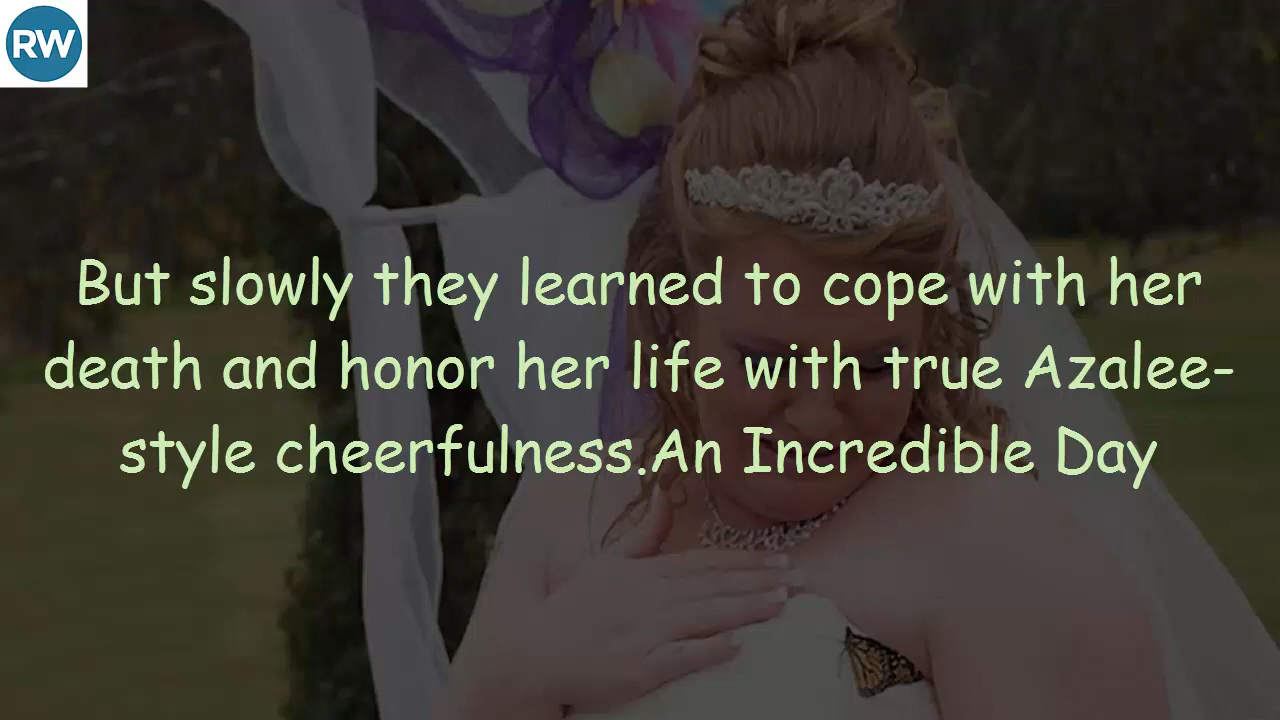 RW
But slowly they learned to cope with her
death and honor her life with true Azalee-
style cheerfulness.An Incredible Day